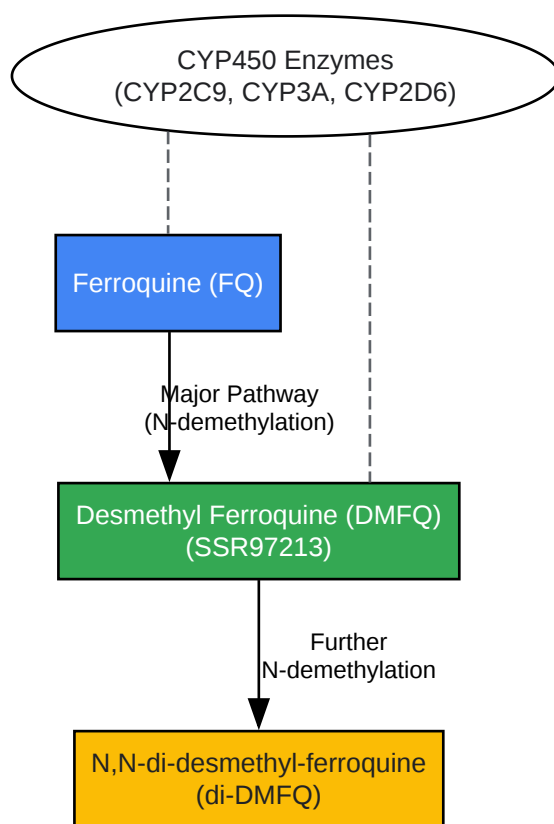 CYP450 Enzymes
(CYP2C9, CYP3A, CYP2D6)
Ferroquine (FQ)
Major Pathway
(N-demethylation)
Desmethyl Ferroquine (DMFQ)
(SSR97213)
Further
N-demethylation
N,N-di-desmethyl-ferroquine
(di-DMFQ)